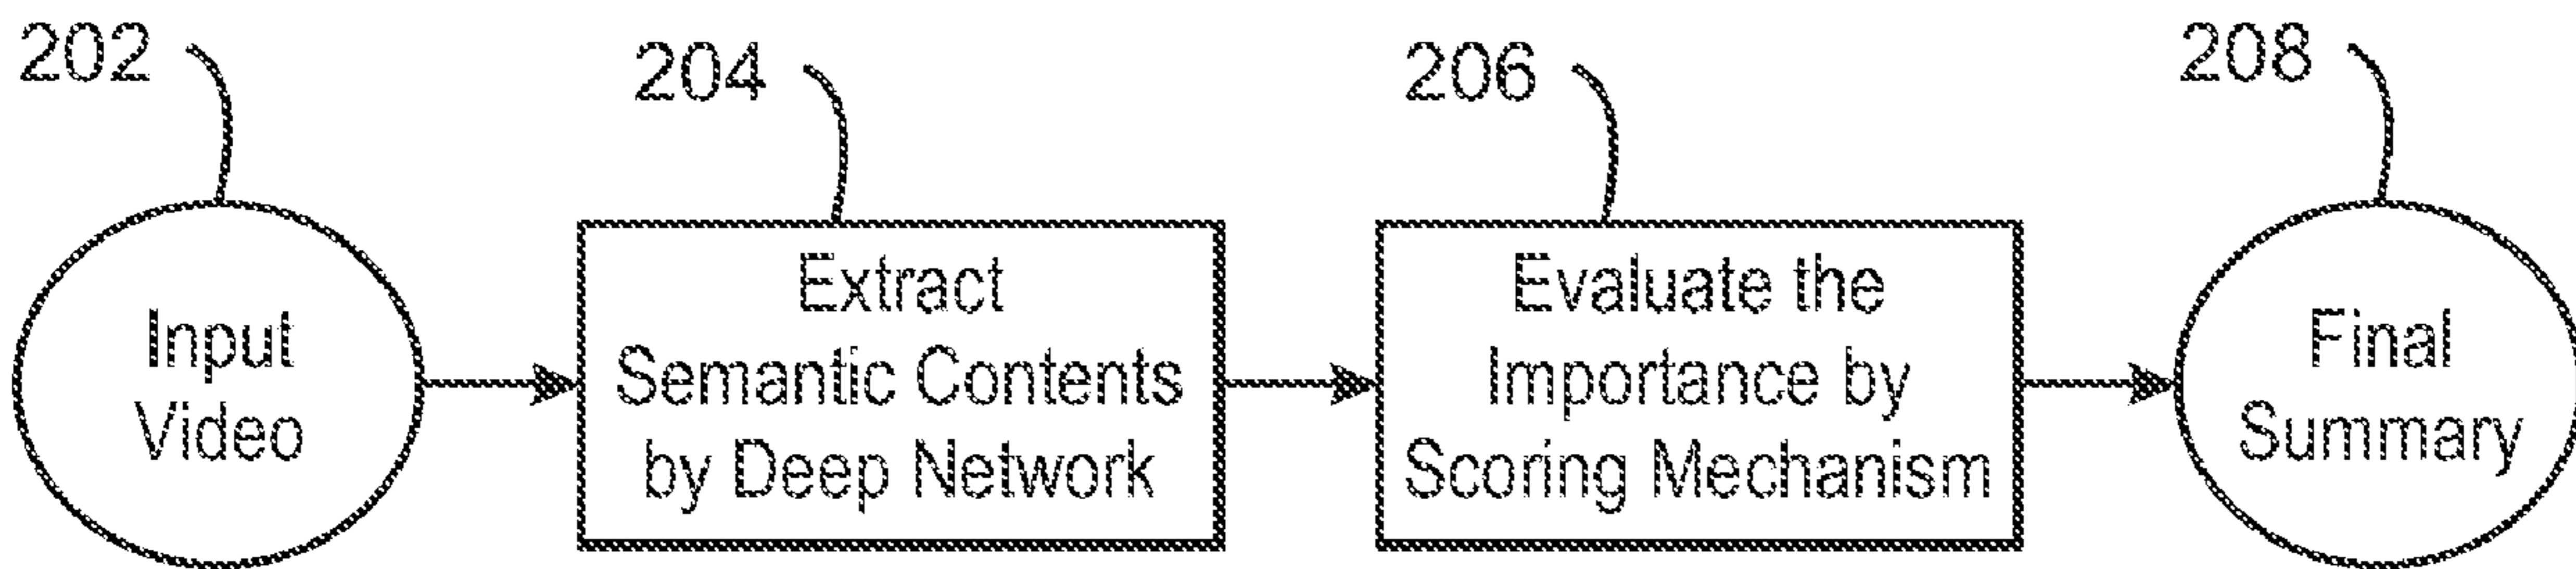 202
204
206
208
Input
Video
Extract
Semantic Contents
by Deep Network
Evaluate the
Importance by
Scoring Mechanism
Final
Summary